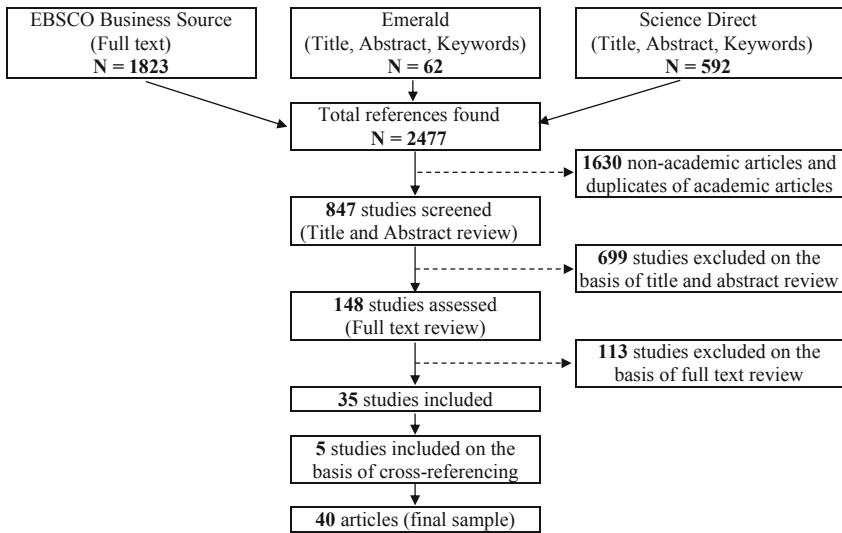 EBSCO Business Source
(Full text)
N = 1823
Emerald
(Title, Abstract, Keywords)
N = 62
Science Direct
(Title, Abstract, Keywords)
N = 592
Total references found
N = 2477
1630 non-academic articles and
duplicates of academic articles
847 studies screened
(Title and Abstract review)
699 studies excluded on the
basis of title and abstract review
148 studies assessed
(Full text review)
113 studies excluded on the
basis of full text review
35 studies included
5 studies included on the
basis of cross-referencing
40 articles (final sample)